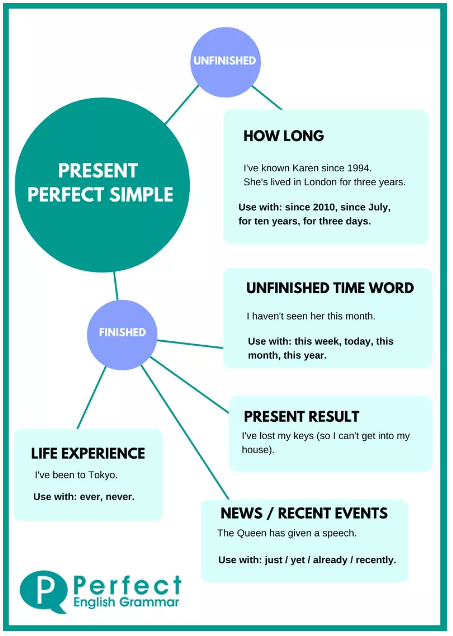 UNFINISHED
PRESENT
PERFECT SIMPLE
HOW LONG
I've known Karen since 1994.
She's lived in London for three years.
Use with: since 2010, since July,
for ten years, for three days.
FINISHED
UNFINISHED TIME WORD
I haven't seen her this month.
Use with: this week, today, this
month, this year.
PRESENT RESULT
I've lost my keys (so I can't get into my
house).
LIFE EXPERIENCE
I've been to Tokyo.
Use with: ever, never.
NEWS / RECENT EVENTS
The Queen has given a speech.
Use with: just / yet / already / recently.
P Perfect
English Grammar